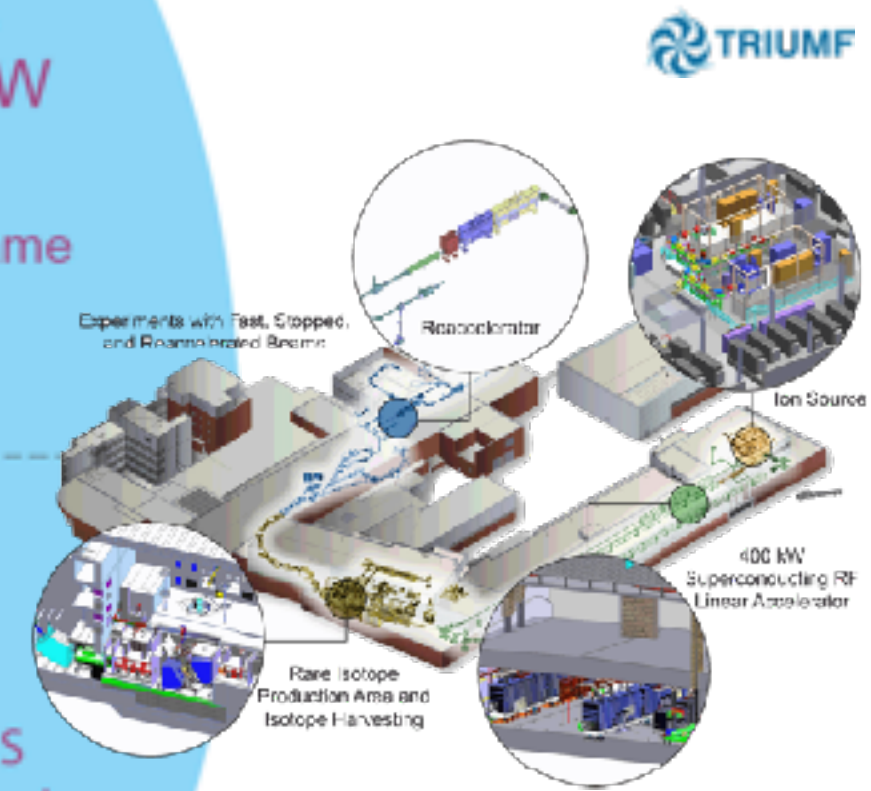 W
TRIUMF
me
Experiments with Fast, Stopped,
and Reaccelerated Beams
Reaccelerator
Ion Source
400 kW
Superconducting RF
Linear Accelerator
Rare Isotope
Production Area and
Isotope Harvesting
s